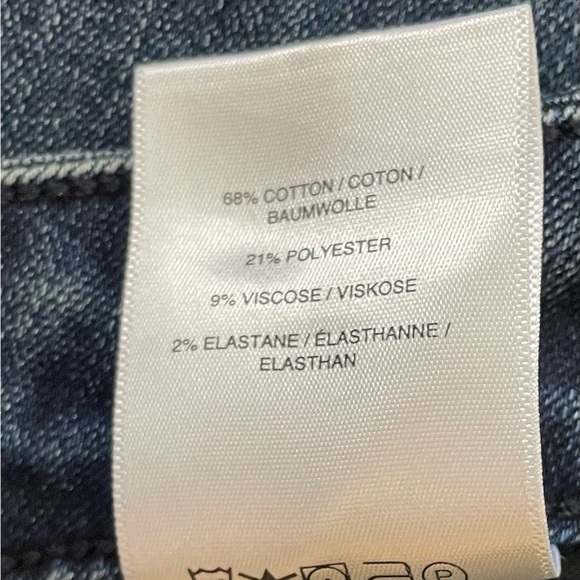 68% COTTON / COTON /
BAUMWOLLE
21% POLYESTER
9% VISCOSE / VISKOSE
2% ELASTANE / ÉLASTHANNE /
ELASTHAN
P